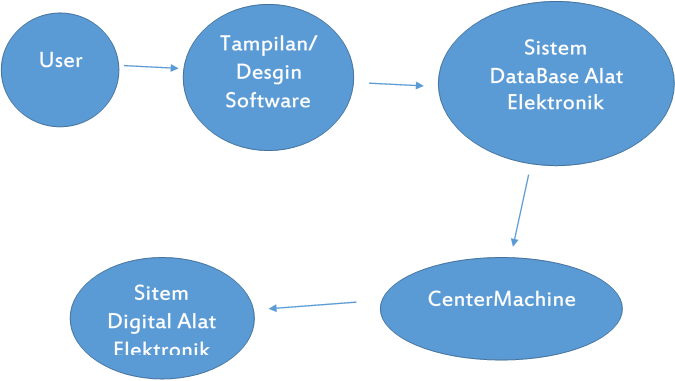 User
Tampilan/
Desgin
Software
Sistem
DataBase Alat
Elektronik
CenterMachine
Sitem
Digital Alat
Elektronik